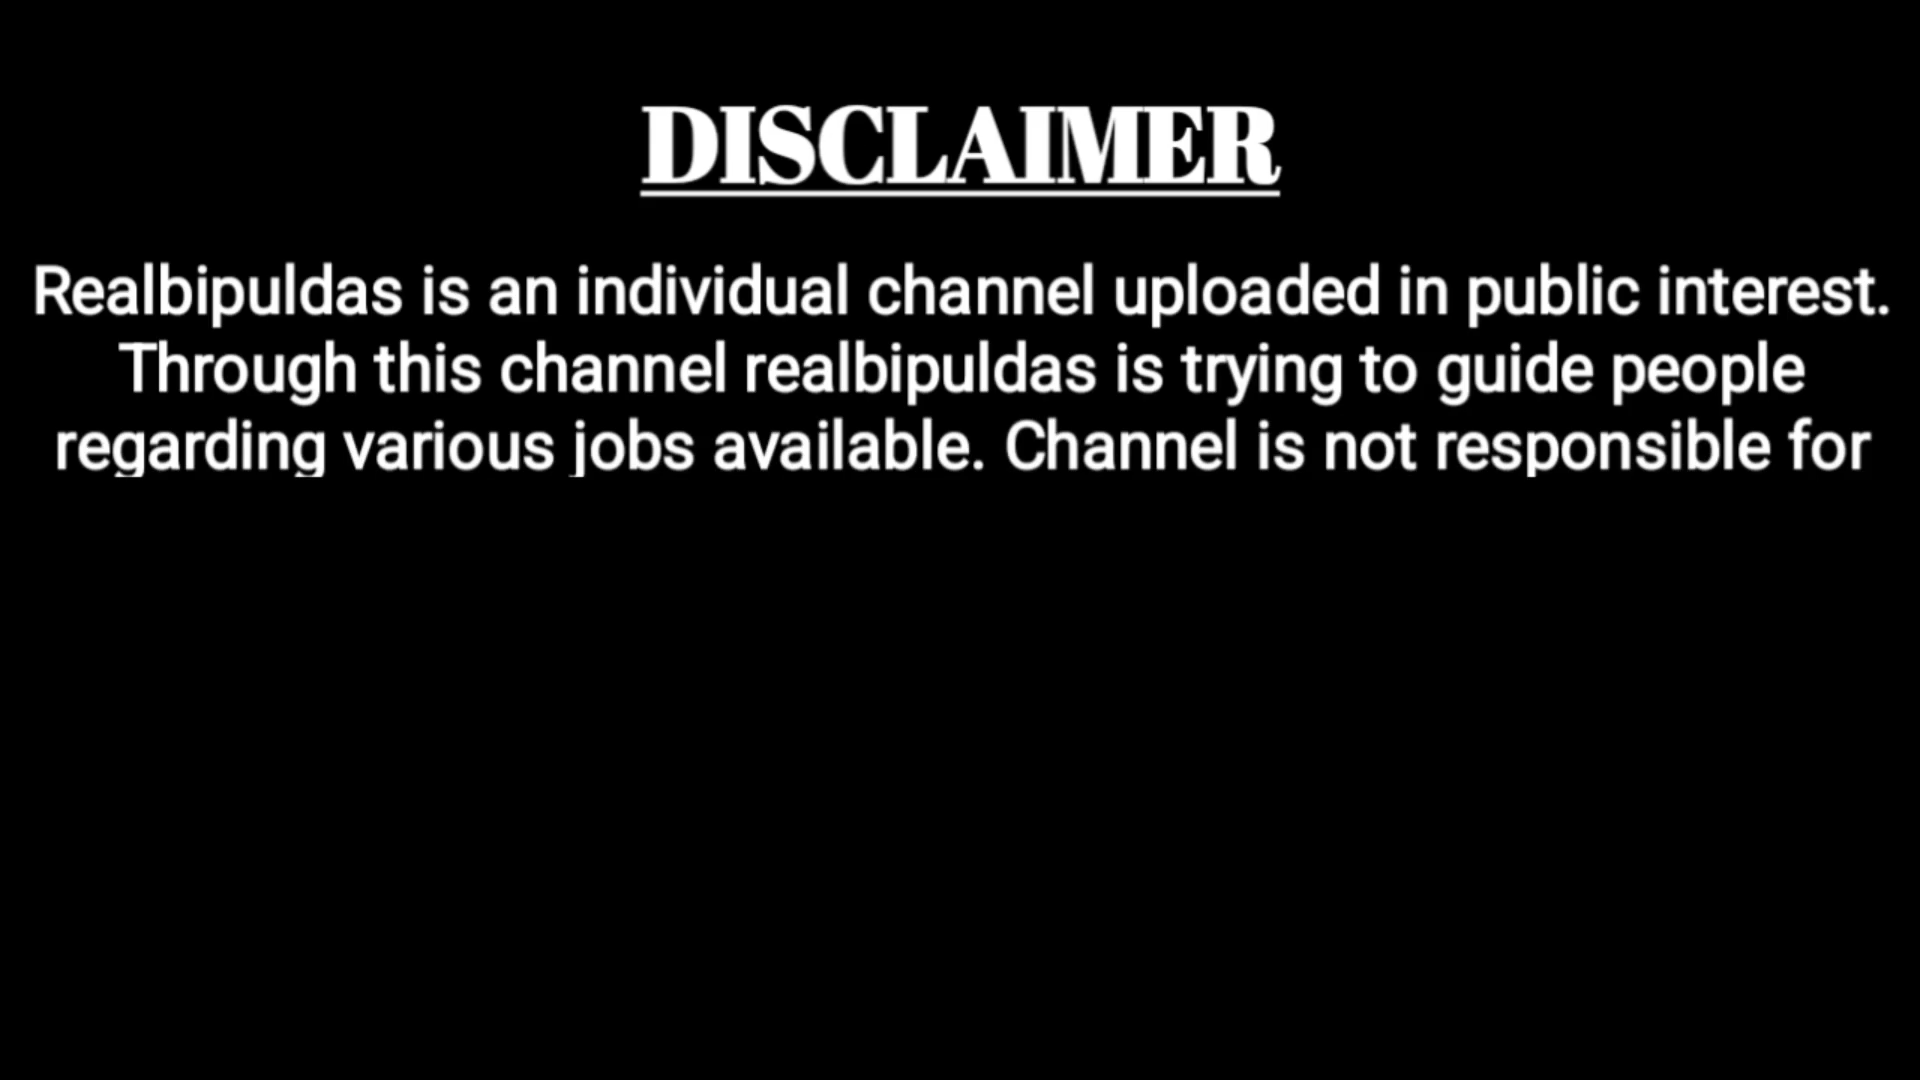 DISCLAIMER
Realbipuldas is an individual channel uploaded in public interest.
Through this channel realbipuldas is trying to guide people
regarding various jobs available. Channel is not responsible for